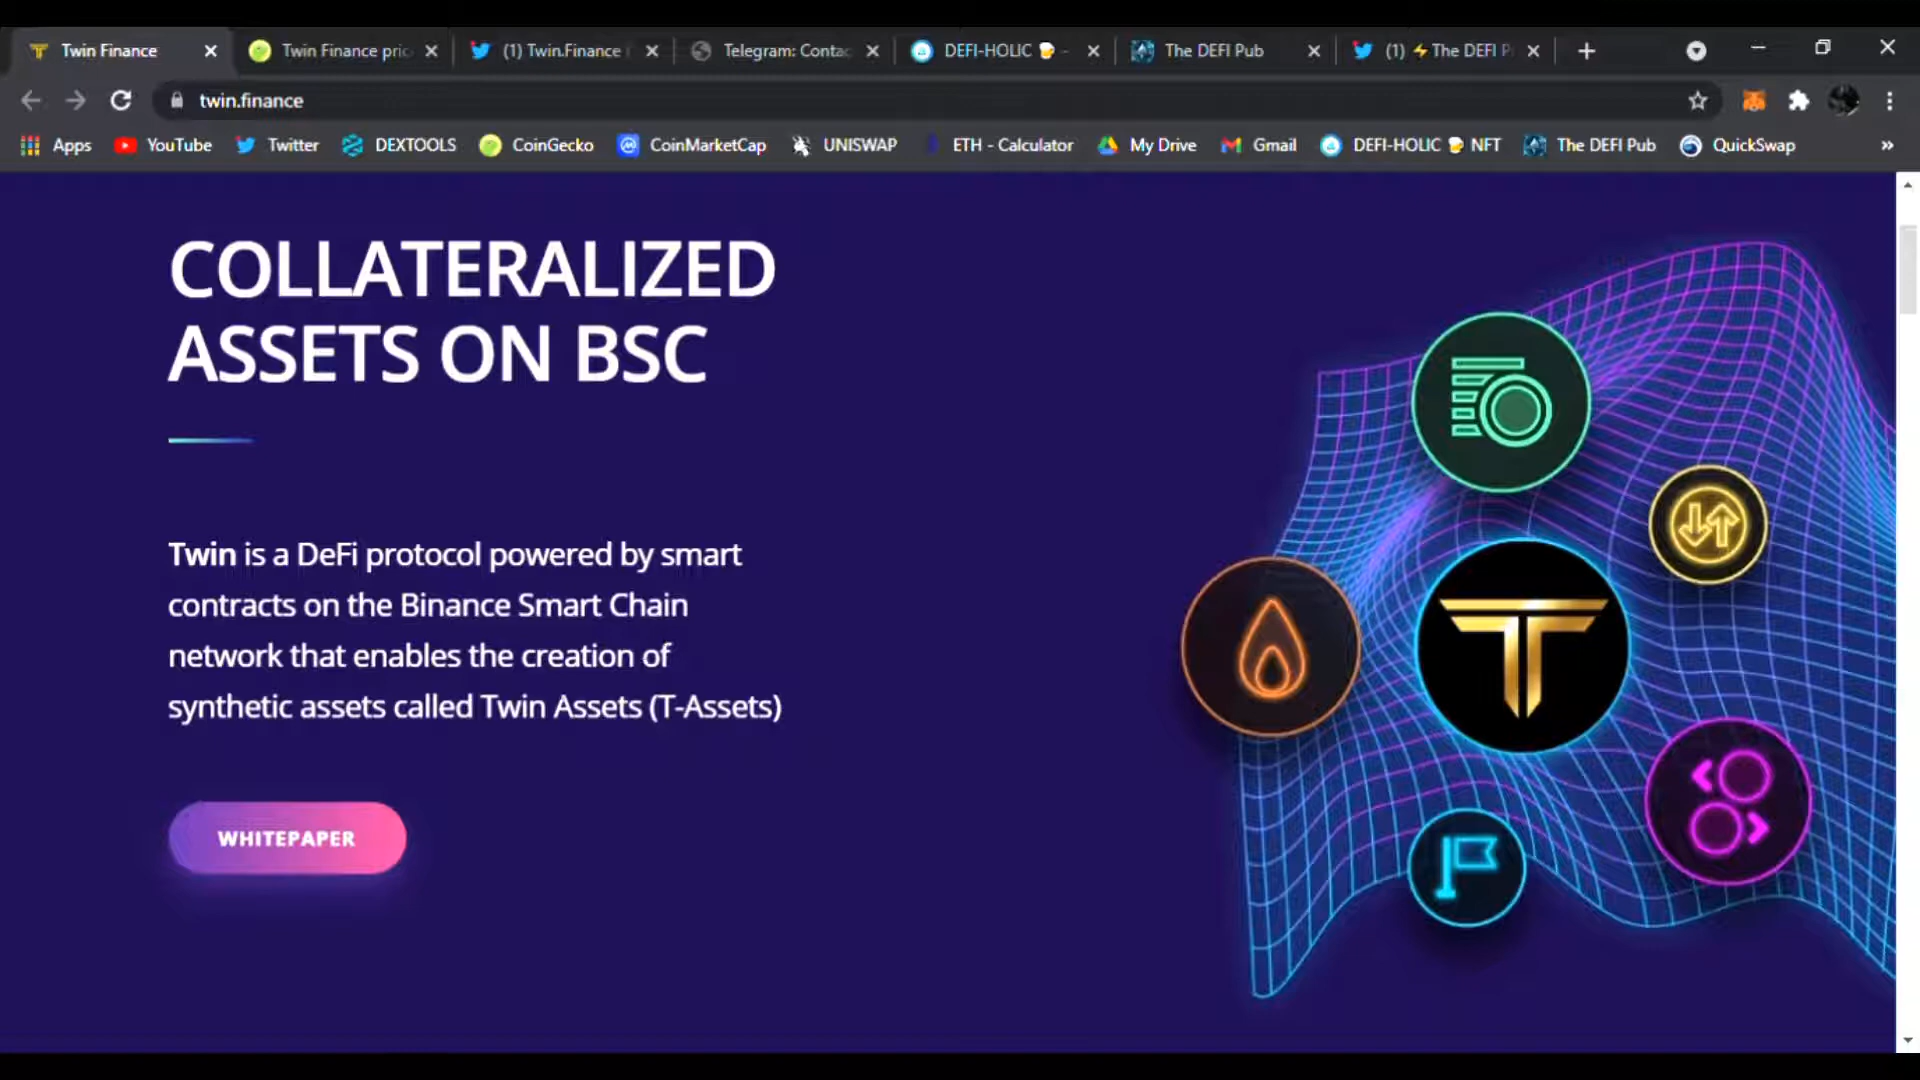 Twin Finance
Twin Finance pric
(1) Twin.Finance
Telegram: Contac
DEFI-HOLIC 🍺 -
The DEFI Pub
(1) ⚡The DEFI P
twin.finance
Apps
YouTube
Twitter
DEXTOOLS
CoinGecko
CoinMarketCap
UNISWAP
ETH - Calculator
My Drive
Gmail
DEFI-HOLIC 🍺 NFT
The DEFI Pub
QuickSwap
»
COLLATERALIZED
ASSETS ON BSC
Twin is a DeFi protocol powered by smart
contracts on the Binance Smart Chain
network that enables the creation of
synthetic assets called Twin Assets (T-Assets)
WHITEPAPER